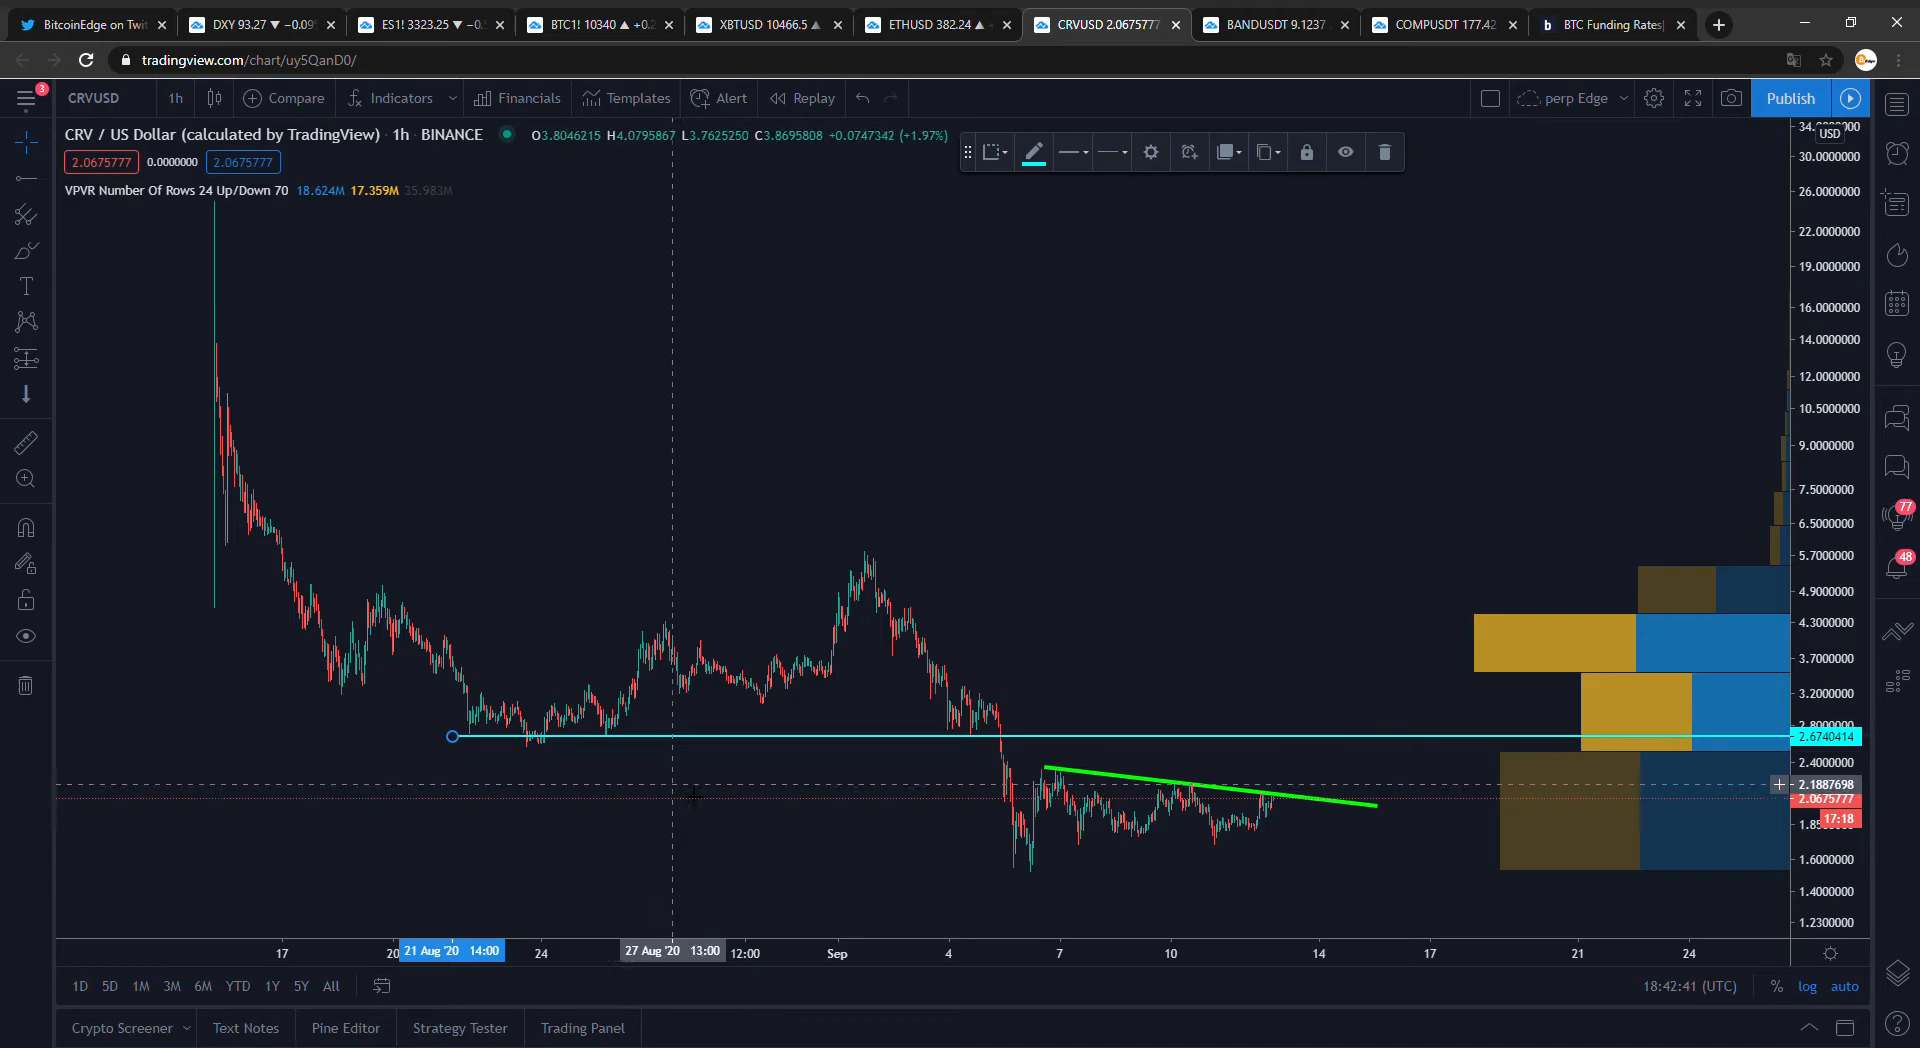 BitcoinEdge on Twit
DXY 93.27 ▼ −0.09
ES1! 3323.25 ▼ −0.
BTC1! 10340 ▲ +0.2
XBTUSD 10466.5 ▲
ETHUSD 382.24 ▲
CRVUSD 2.0675777
BANDUSDT 9.1237
COMPUSDT 177.42
b BTC Funding Rates|
tradingview.com/chart/uy5QanD0/
3
CRVUSD
1h
Compare
Indicators
Financials
Templates
Alert
Replay
perp Edge
Publish
CRV / US Dollar (calculated by TradingView) · 1h · BINANCE
O3.8046215 H4.0795867 L3.7625250 C3.8695808 +0.0747342 (+1.97%)
2.0675777 0.0000000 2.0675777
VPVR Number Of Rows 24 Up/Down 70 18.624M 17.359M 35.983M
USD
30.0000000
26.0000000
22.0000000
19.0000000
16.0000000
14.0000000
12.0000000
10.5000000
9.0000000
7.5000000
6.5000000
5.7000000
4.9000000
4.3000000
3.7000000
3.2000000
2.8000000
2.6740414
2.4000000
2.1887698
2.0675777
17:18
1.6000000
1.4000000
1.2300000
77
48
17
20
21 Aug '20 14:00
24
27 Aug '20 13:00
12:00
Sep
4
7
10
14
17
21
24
1D 5D 1M 3M 6M YTD 1Y 5Y All
18:42:41 (UTC) % log auto
Crypto Screener
Text Notes
Pine Editor
Strategy Tester
Trading Panel